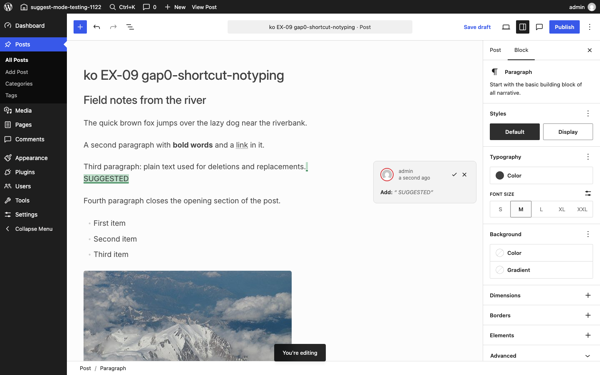 suggest-mode-testing-1122
Ctrl+K
0
+ New
View Post
admin
Dashboard
Posts
All Posts
Add Post
Categories
Tags
Media
Pages
Comments
Appearance
Plugins
Users
Tools
Settings
Collapse Menu
ko EX-09 gap0-shortcut-notyping · Post
Save draft
Publish
ko EX-09 gap0-shortcut-notyping
Field notes from the river
The quick brown fox jumps over the lazy dog near the riverbank.
A second paragraph with bold words and a link in it.
Third paragraph: plain text used for deletions and replacements.
SUGGESTED
Fourth paragraph closes the opening section of the post.
· First item
· Second item
· Third item
admin
a second ago
Add: " SUGGESTED"
You're editing
Post / Paragraph
Post
Block
Paragraph
Start with the basic building block of
all narrative.
Styles
Default
Display
Typography
Color
FONT SIZE
S M L XL XXL
Background
Color
Gradient
Dimensions
Borders
Elements
Advanced